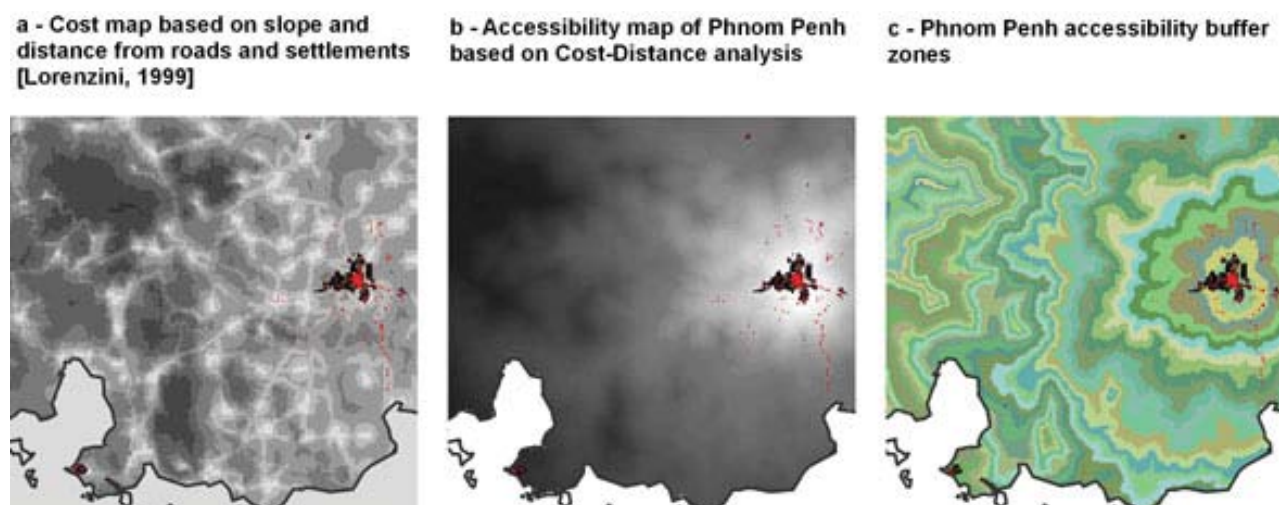 a - Cost map based on slope and
distance from roads and settlements
[Lorenzini, 1999]
b - Accessibility map of Phnom Penh
based on Cost-Distance analysis
c - Phnom Penh accessibility buffer
zones